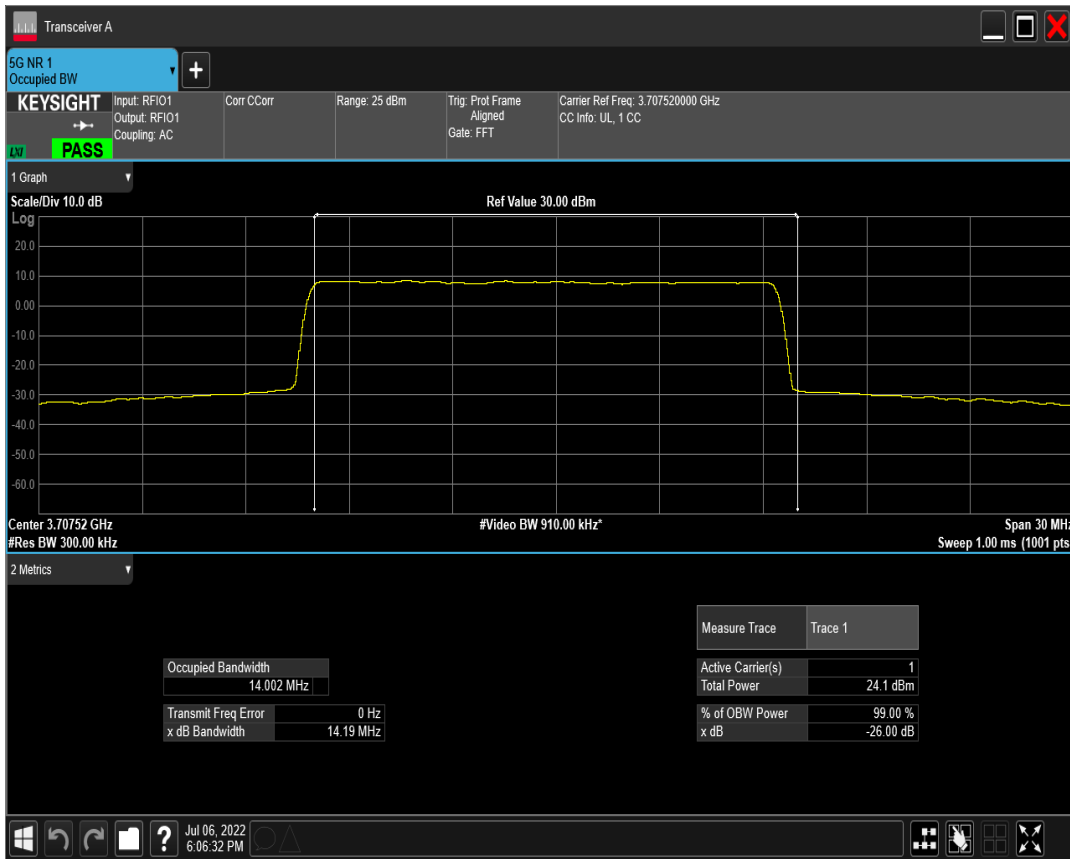 Transceiver A
5G NR 1
Occupied BW
KEYSIGHT
LXI
PASS
Input: RFIO1
Output: RFIO1
Coupling: AC
Corr CCorr
Range: 25 dBm
Trig: Prot Frame
Aligned
Gate: FFT
Carrier Ref Freq: 3.707520000 GHz
CC Info: UL, 1 CC
1 Graph
Scale/Div 10.0 dB
Ref Value 30.00 dBm
Log
20.0
10.0
0.00
-10.0
-20.0
-30.0
-40.0
-50.0
-60.0
Center 3.70752 GHz
#Video BW 910.00 kHz*
Span 30 MHz
#Res BW 300.00 kHz
Sweep 1.00 ms (1001 pts
2 Metrics
Measure Trace Trace 1
Occupied Bandwidth
14.002 MHz
Active Carrier(s) 1
Total Power 24.1 dBm
Transmit Freq Error 0 Hz
x dB Bandwidth 14.19 MHz
% of OBW Power 99.00 %
x dB -26.00 dB
?
Jul 06, 2022
6:06:32 PM